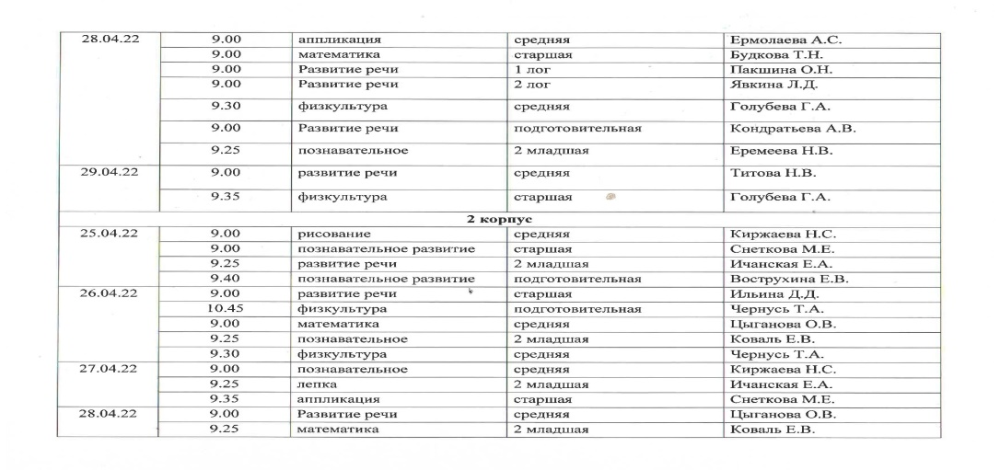 28.04.22 9.00 аппликация средняя Ермолаева А.С.
9.00 математика старшая Будкова Т.Н.
9.00 Развитие речи 1 лог Пакшина О.Н.
9.00 Развитие речи 2 лог Явкина Л.Д.
9.30 физкультура средняя Голубева Г.А.
9.00 Развитие речи подготовительная Кондратьева А.В.
9.25 познавательное 2 младшая Еремеева Н.В.
29.04.22 9.00 развитие речи средняя Титова Н.В.
9.35 физкультура старшая Голубева Г.А.
2 корпус
25.04.22 9.00 рисование средняя Киржаева Н.С.
9.00 познавательное развитие старшая Снеткова М.Е.
9.25 развитие речи 2 младшая Ичанская Е.А.
9.40 познавательное развитие подготовительная Вострухина Е.В.
26.04.22 9.00 развитие речи старшая Ильина Д.Д.
10.45 физкультура подготовительная Чернусь Т.А.
9.00 математика средняя Цыганова О.В.
9.25 познавательное 2 младшая Коваль Е.В.
9.30 физкультура средняя Чернусь Т.А.
27.04.22 9.00 познавательное средняя Киржаева Н.С.
9.25 лепка 2 младшая Ичанская Е.А.
9.35 аппликация старшая Снеткова М.Е.
28.04.22 9.00 Развитие речи средняя Цыганова О.В.
9.25 математика 2 младшая Коваль Е.В.